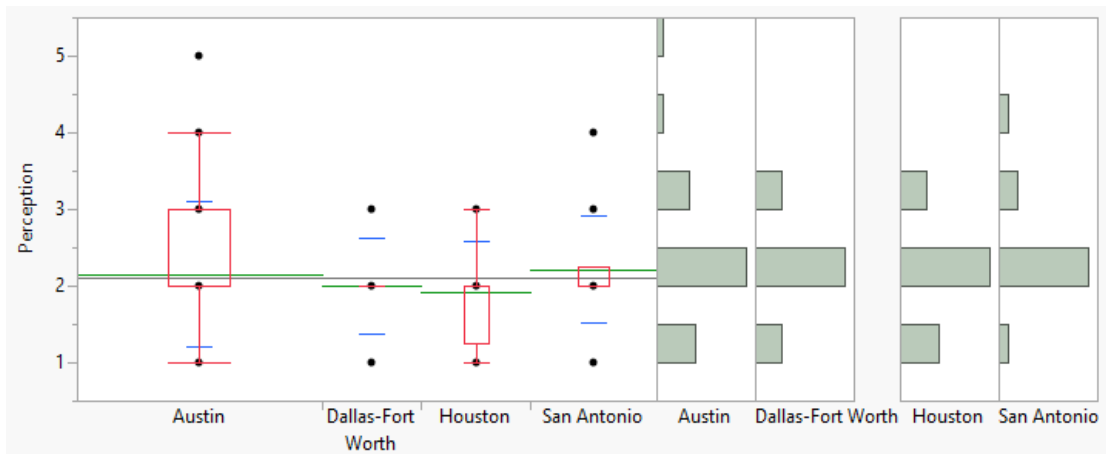 Perception
5
4
3
2
1
Austin
Dallas-Fort
Worth
Houston
San Antonio
Austin
Dallas-Fort Worth
Houston
San Antonio